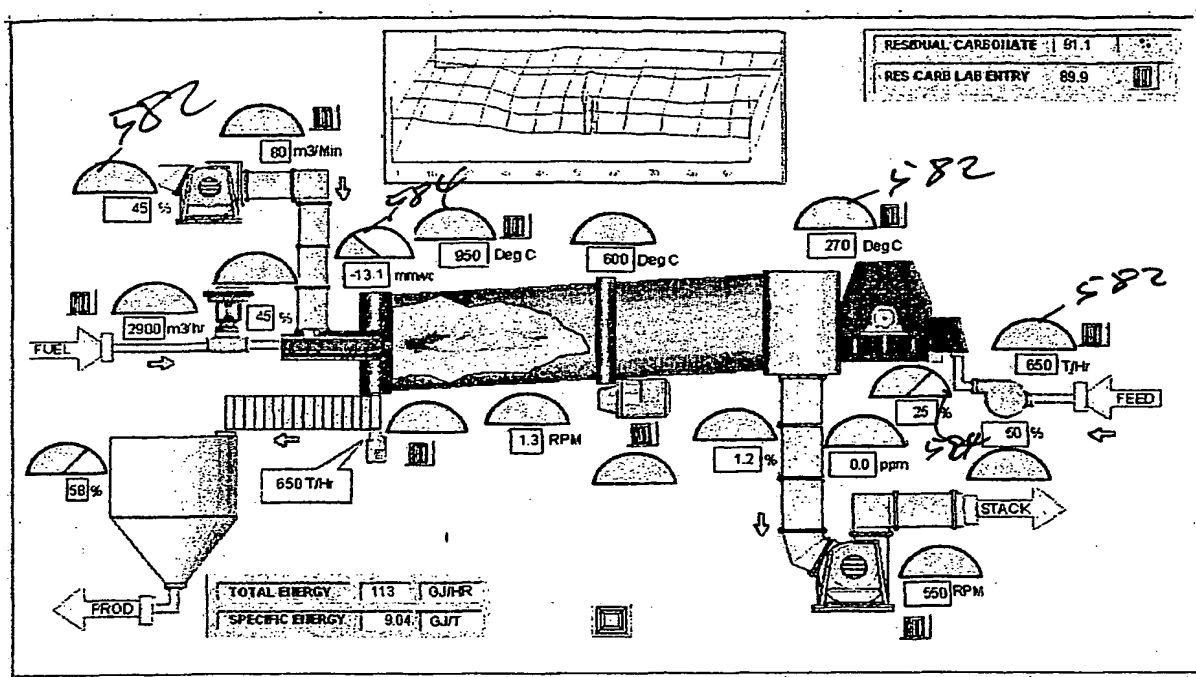 RESIDUAL CARBONATE 91.1 %
RES CARB LAB ENTRY 89.9
582
80 m3/Min
45 %
584
582
-13.1 mmwc
950 Deg C
600 Deg C
270 Deg C
582
2900 m3/hr
45 %
650 T/Hr
FUEL
FEED
25 %
50 %
584
1.3 RPM
1.2 %
0.0 ppm
58 %
650 T/Hr
STACK
550 RPM
PROD
TOTAL ENERGY 113 GJ/HR
SPECIFIC ENERGY 9.04 GJ/T